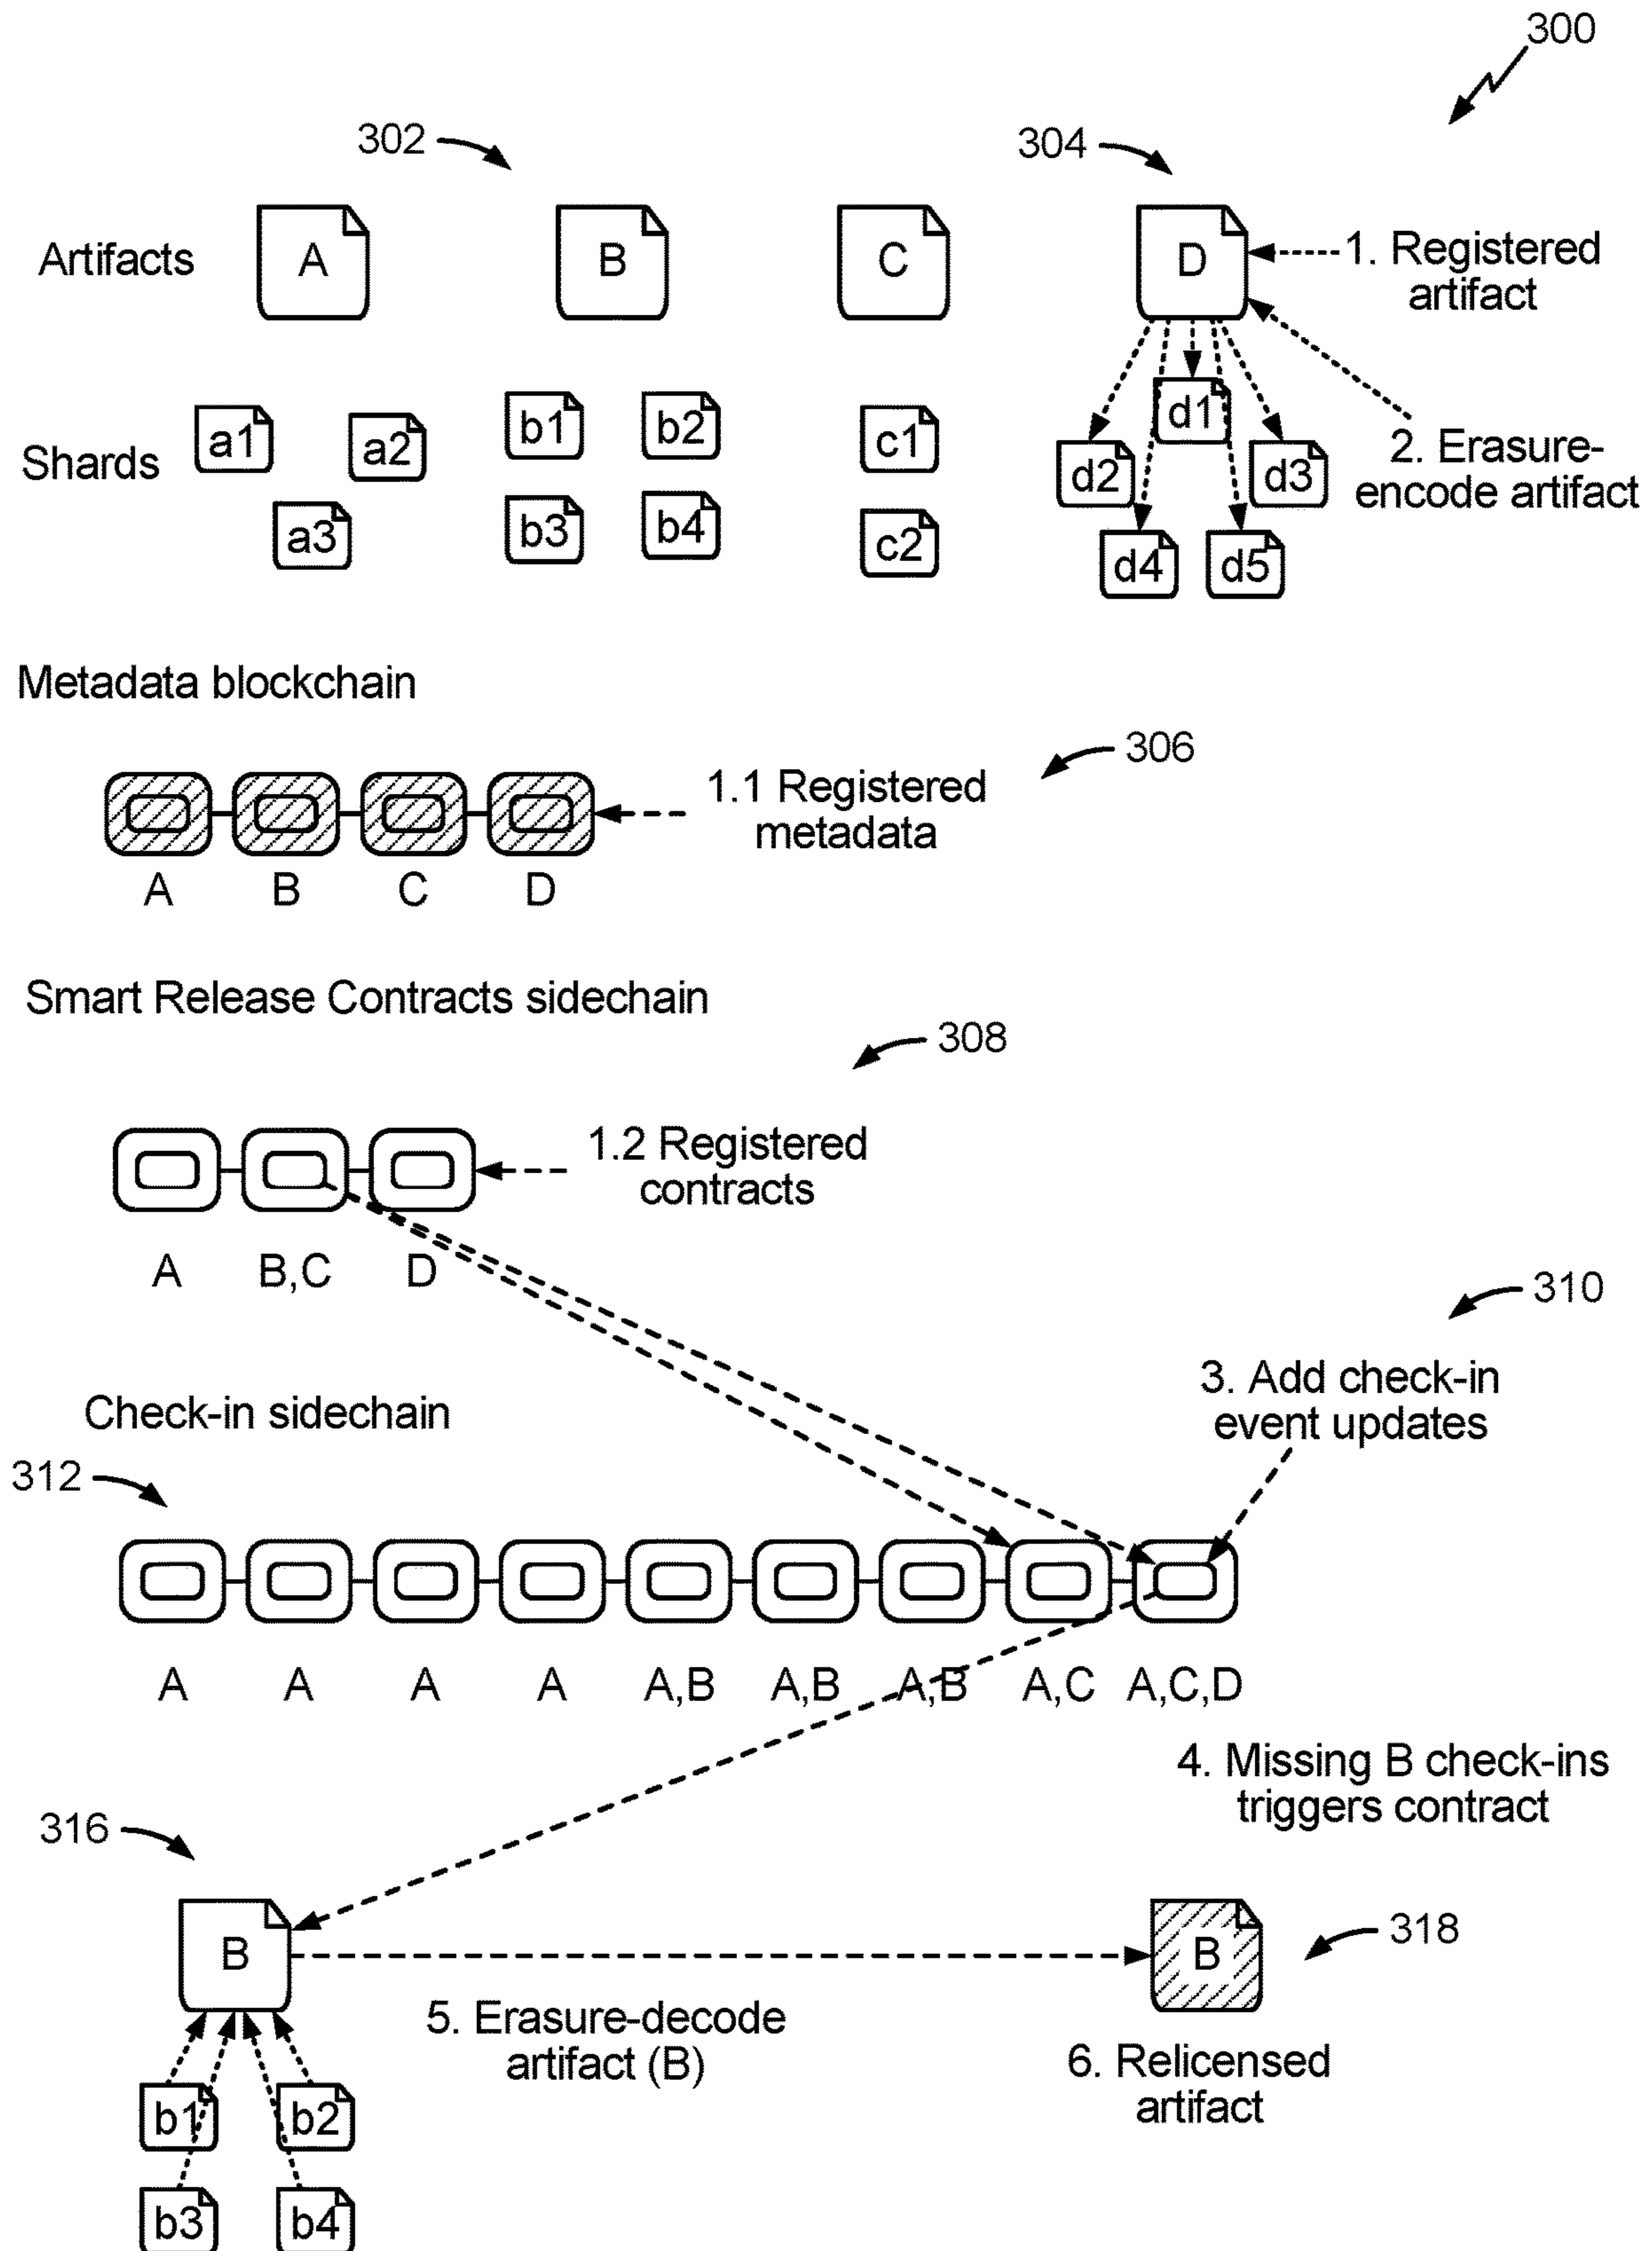 300
302
304
Artifacts
A
B
C
D
1. Registered
artifact
Shards
a1
a2
a3
b1
b2
b3
b4
c1
c2
d1
d2
d3
d4
d5
2. Erasure-
encode artifact
Metadata blockchain
306
1.1 Registered
metadata
A
B
C
D
Smart Release Contracts sidechain
308
1.2 Registered
contracts
A
B,C
D
310
3. Add check-in
event updates
Check-in sidechain
312
A
A
A
A
A,B
A,B
A,B
A,C
A,C,D
4. Missing B check-ins
triggers contract
316
B
B
318
5. Erasure-decode
artifact (B)
6. Relicensed
artifact
b1
b2
b3
b4